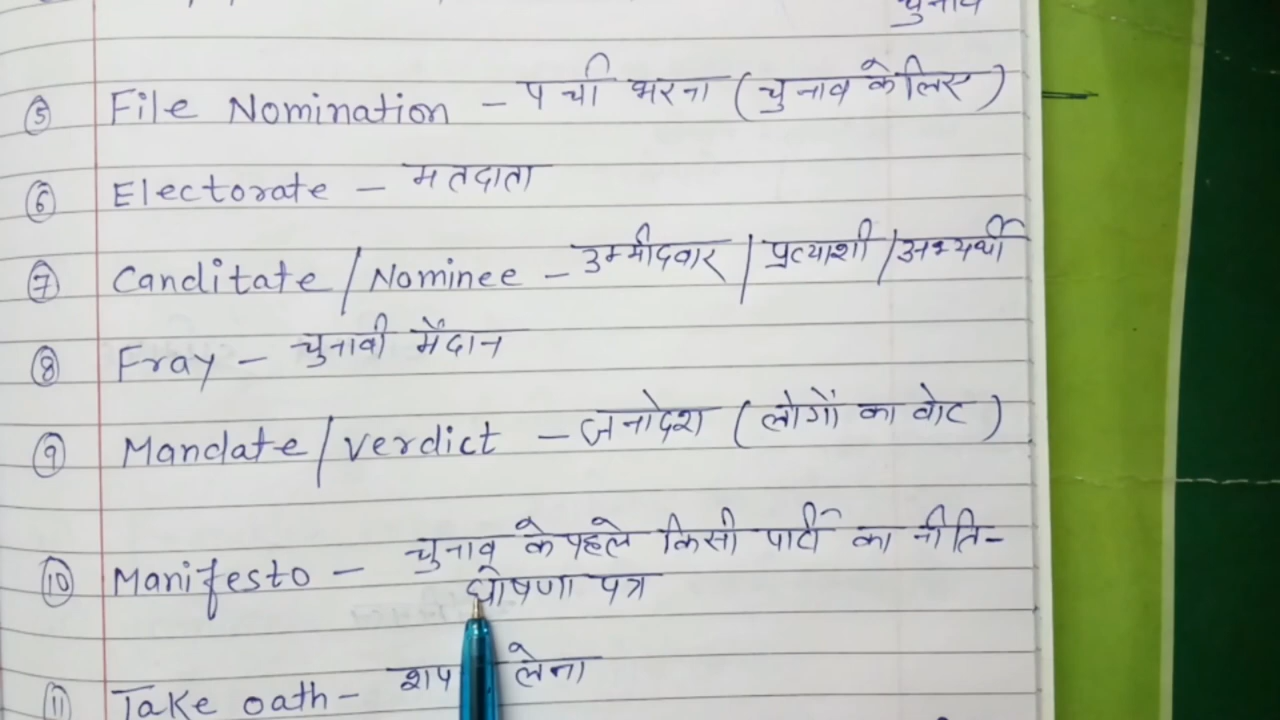 चुनाव
⑤ File Nomination - पर्ची भरना (चुनाव के लिए)
⑥ Electorate - मतदाता
⑦ Canditate / Nominee - उम्मीदवार / प्रत्याशी / अभ्यर्थी
⑧ Fray - चुनावी मैदान
⑨ Mandate / Verdict - जनादेश (लोगों का वोट)
⑩ Manifesto - चुनाव के पहले किसी पार्टी का नीति-
घोषणा पत्र
⑪ Take oath - लेना